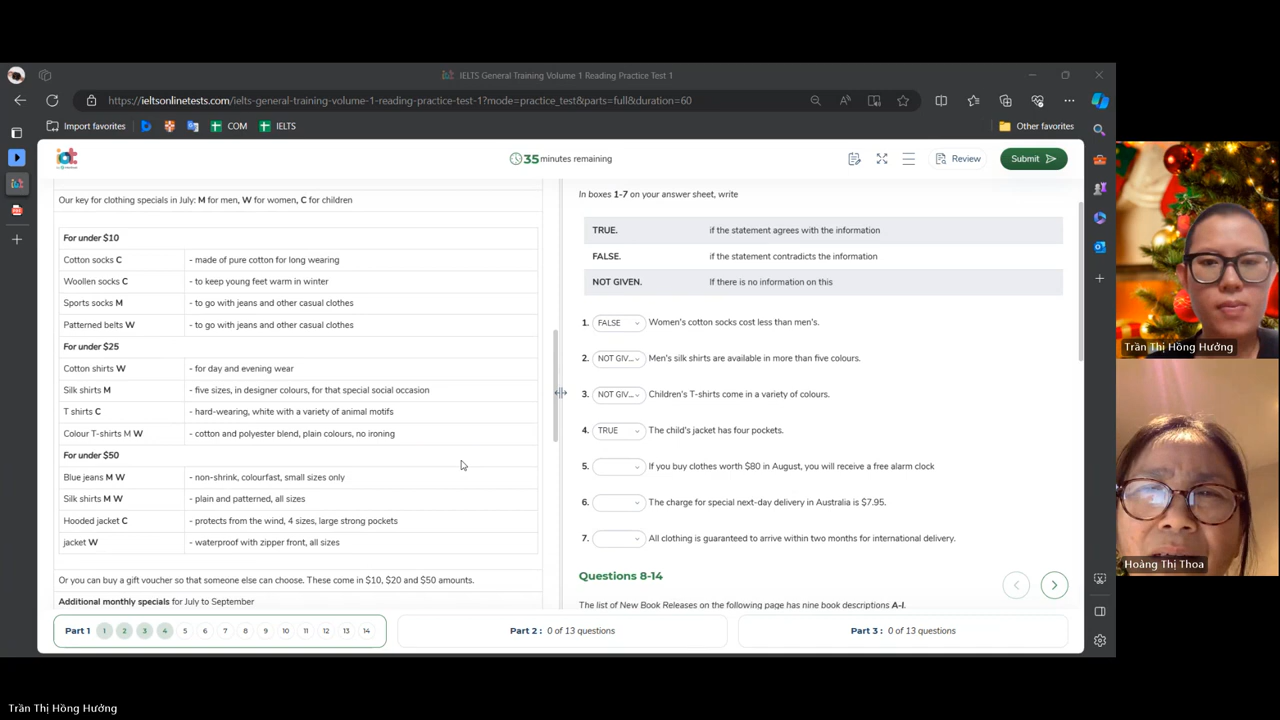 IELTS General Training Volume 1 Reading Practice Test 1
https://ieltsonlinetests.com/ielts-general-training-volume-1-reading-practice-test-1?mode=practice_test&parts=full&duration=60
Import favorites
COM
IELTS
Other favorites
iot
35 minutes remaining
Review
Submit
Our key for clothing specials in July: M for men, W for women, C for children
For under $10
Cotton socks C - made of pure cotton for long wearing
Woollen socks C - to keep young feet warm in winter
Sports socks M - to go with jeans and other casual clothes
Patterned belts W - to go with jeans and other casual clothes
For under $25
Cotton shirts W - for day and evening wear
Silk shirts M - five sizes, in designer colours, for that special social occasion
T shirts C - hard-wearing, white with a variety of animal motifs
Colour T-shirts M W - cotton and polyester blend, plain colours, no ironing
For under $50
Blue jeans M W - non-shrink, colourfast, small sizes only
Silk shirts M W - plain and patterned, all sizes
Hooded jacket C - protects from the wind, 4 sizes, large strong pockets
jacket W - waterproof with zipper front, all sizes
Or you can buy a gift voucher so that someone else can choose. These come in $10, $20 and $50 amounts.
Additional monthly specials for July to September
In boxes 1-7 on your answer sheet, write
TRUE. if the statement agrees with the information
FALSE. if the statement contradicts the information
NOT GIVEN. If there is no information on this
1. FALSE Women's cotton socks cost less than men's.
2. NOT GIV... Men's silk shirts are available in more than five colours.
3. NOT GIV... Children's T-shirts come in a variety of colours.
4. TRUE The child's jacket has four pockets.
5. If you buy clothes worth $80 in August, you will receive a free alarm clock
6. The charge for special next-day delivery in Australia is $7.95.
7. All clothing is guaranteed to arrive within two months for international delivery.
Questions 8-14
The list of New Book Releases on the following page has nine book descriptions A-I.
Part 1 1 2 3 4 5 6 7 8 9 10 11 12 13 14
Part 2 : 0 of 13 questions
Part 3 : 0 of 13 questions
Trần Thị Hồng Hưởng
Hoàng Thị Thoa
Trần Thị Hồng Hưởng